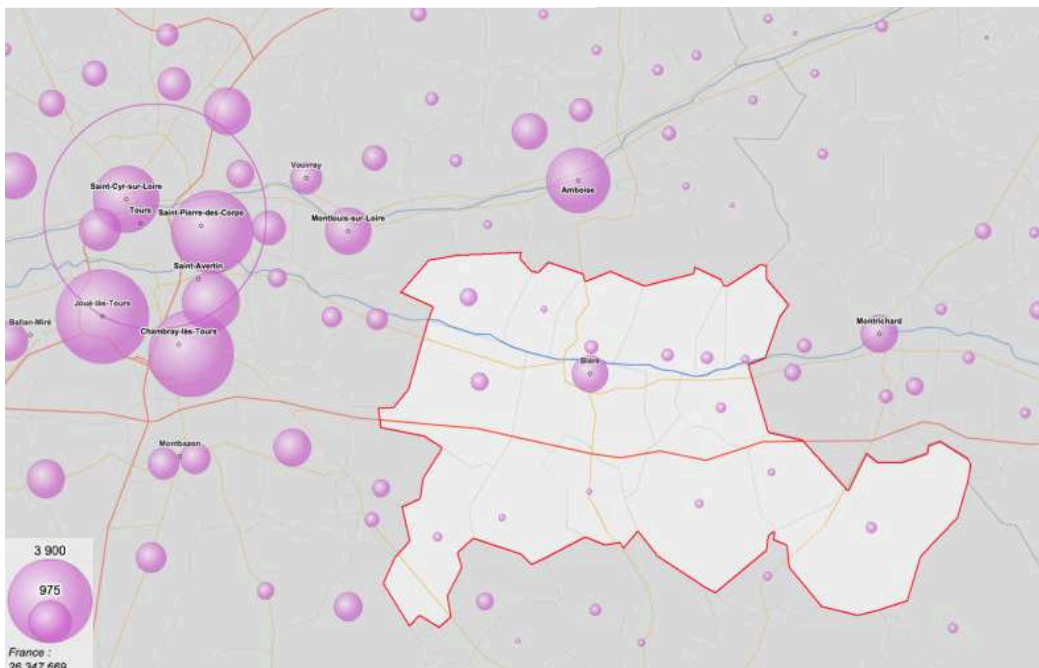 Vouvray
Saint-Cyr-sur-Loire
Amboise
Tours
Saint-Pierre-des-Corps
Montlouis-sur-Loire
Saint-Avertin
Joué-lès-Tours
Ballan-Miré
Chambray-lès-Tours
Montrichard
Bléré
Montbazon
3 900
975
France :
26 347 669